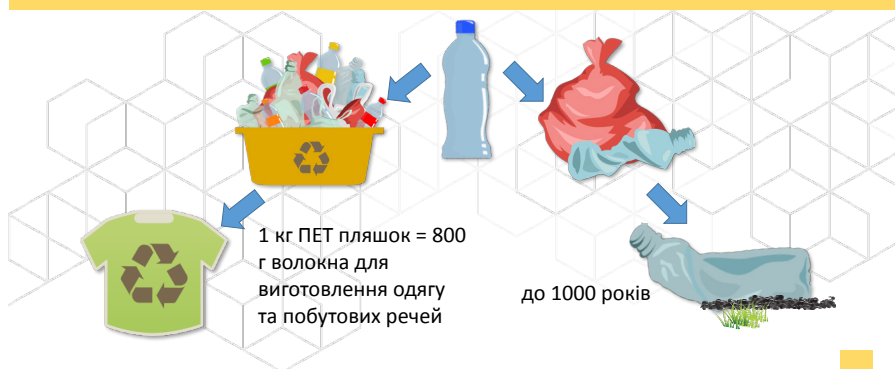 1 кг ПЕТ пляшок = 800
г волокна для
виготовлення одягу
та побутових речей
до 1000 років